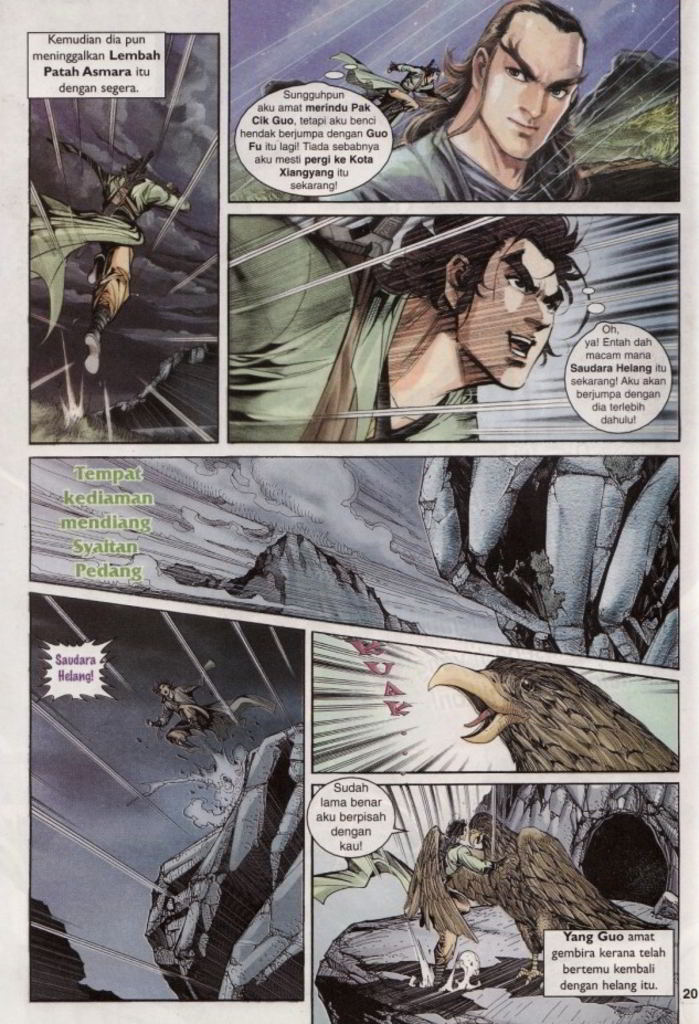 Kemudian dia pun
meninggalkan Lembah
Patah Asmara itu
dengan segera.
Sungguhpun
aku amat merindu Pak
Cik Guo, tetapi aku benci
hendak berjumpa dengan Guo
Fu itu lagi! Tiada sebabnya
aku mesti pergi ke Kota
Xiangyang itu
sekarang!
Oh,
ya! Entah dah
macam mana
Saudara Helang itu
sekarang! Aku akan
berjumpa dengan
dia terlebih
dahulu!
Tempat
kediaman
mendiang
Syaitan
Pedang
Saudara
Helang!
KUAK
Sudah
lama benar
aku berpisah
dengan
kau!
Yang Guo amat
gembira kerana telah
bertemu kembali
dengan helang itu.
20